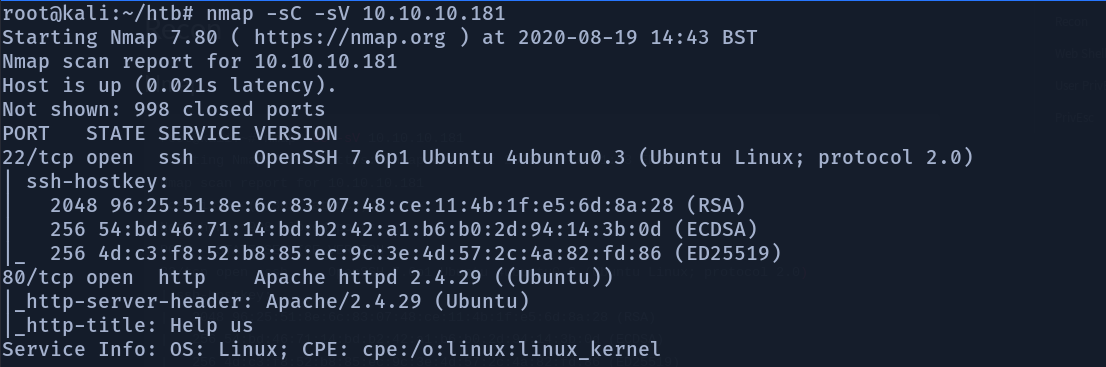 root@kali:~/htb# nmap -sC -sV 10.10.10.181
Starting Nmap 7.80 ( https://nmap.org ) at 2020-08-19 14:43 BST
Nmap scan report for 10.10.10.181
Host is up (0.021s latency).
Not shown: 998 closed ports
PORT   STATE SERVICE VERSION
22/tcp open  ssh     OpenSSH 7.6p1 Ubuntu 4ubuntu0.3 (Ubuntu Linux; protocol 2.0)
| ssh-hostkey:
|   2048 96:25:51:8e:6c:83:07:48:ce:11:4b:1f:e5:6d:8a:28 (RSA)
|   256 54:bd:46:71:14:bd:b2:42:a1:b6:b0:2d:94:14:3b:0d (ECDSA)
|_  256 4d:c3:f8:52:b8:85:ec:9c:3e:4d:57:2c:4a:82:fd:86 (ED25519)
80/tcp open  http    Apache httpd 2.4.29 ((Ubuntu))
|_http-server-header: Apache/2.4.29 (Ubuntu)
|_http-title: Help us
Service Info: OS: Linux; CPE: cpe:/o:linux:linux_kernel